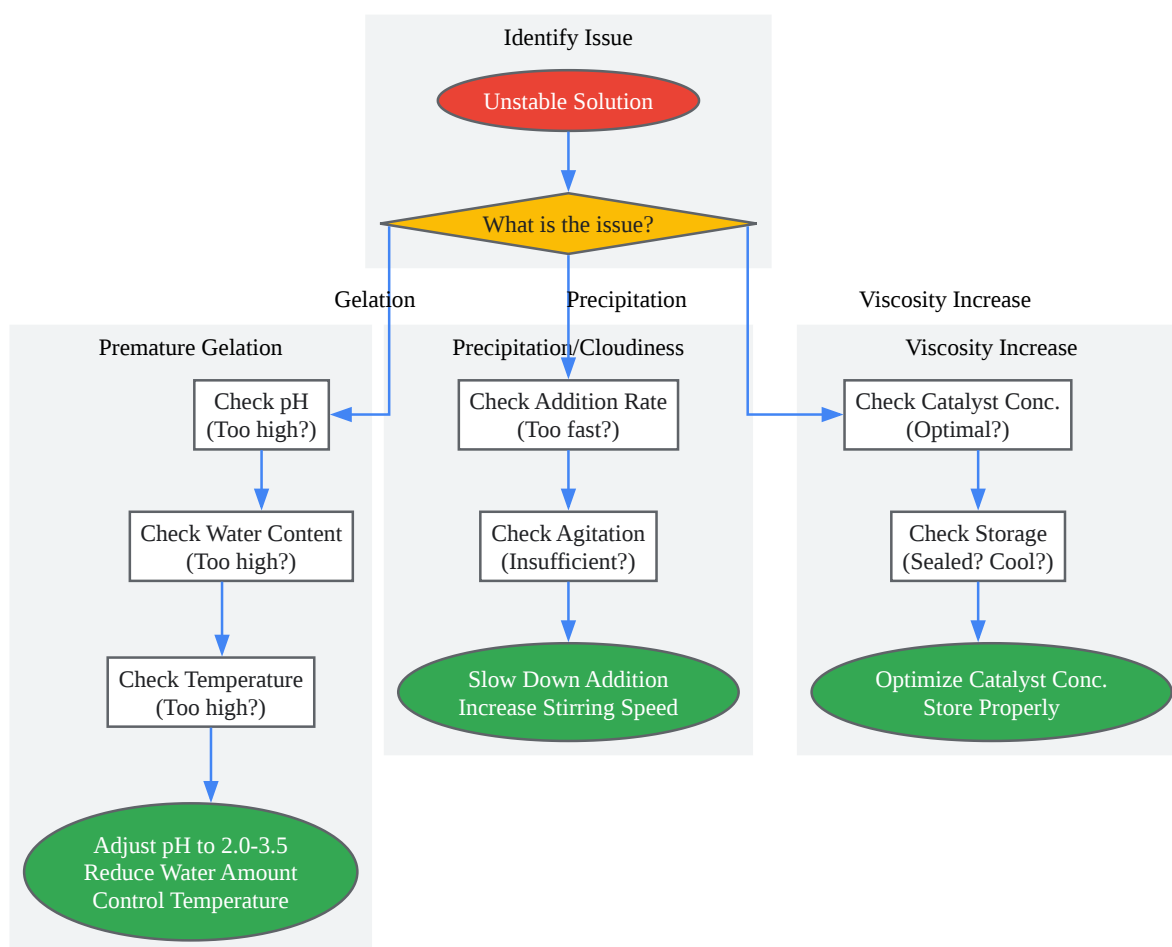 Identify Issue
Unstable Solution
What is the issue?
Gelation
Precipitation
Viscosity Increase
Premature Gelation
Check pH
(Too high?)
Check Water Content
(Too high?)
Check Temperature
(Too high?)
Adjust pH to 2.0-3.5
Reduce Water Amount
Control Temperature
Precipitation/Cloudiness
Check Addition Rate
(Too fast?)
Check Agitation
(Insufficient?)
Slow Down Addition
Increase Stirring Speed
Viscosity Increase
Check Catalyst Conc.
(Optimal?)
Check Storage
(Sealed? Cool?)
Optimize Catalyst Conc.
Store Properly